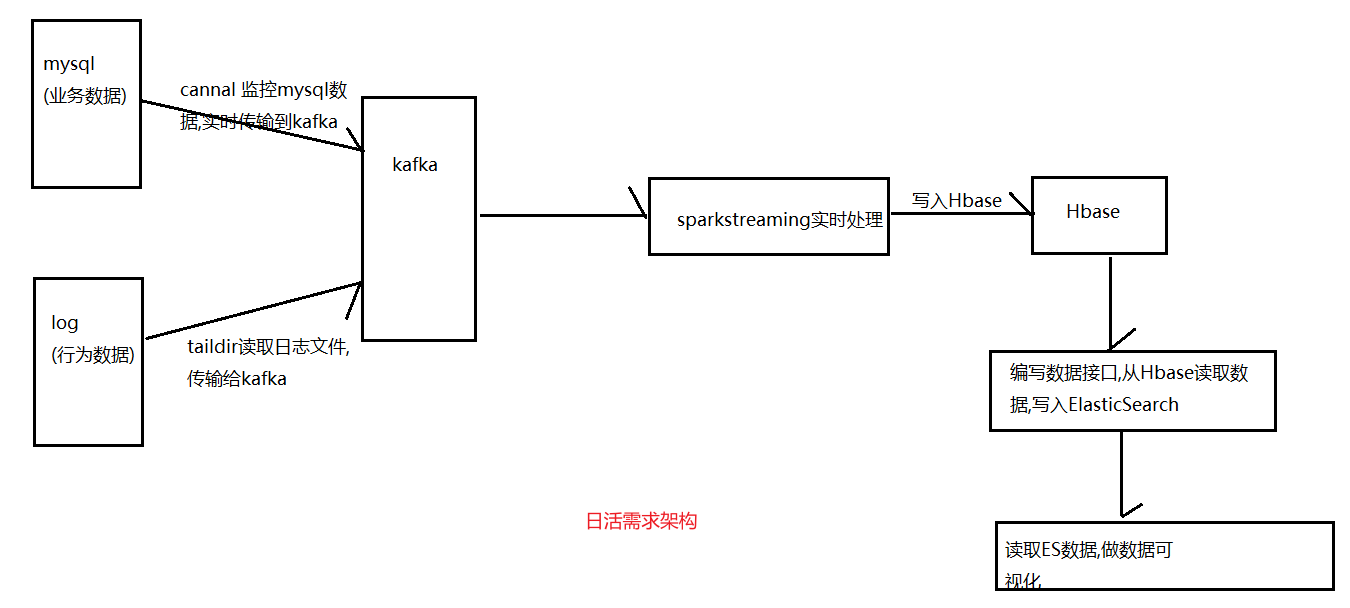 mysql
(业务数据)
cannal 监控mysql数
据,实时传输到kafka
kafka
log
(行为数据)
taildir读取日志文件,
传输给kafka
sparkstreaming实时处理
写入Hbase
Hbase
编写数据接口,从Hbase读取数
据,写入ElasticSearch
读取ES数据,做数据可
视化
日活需求架构